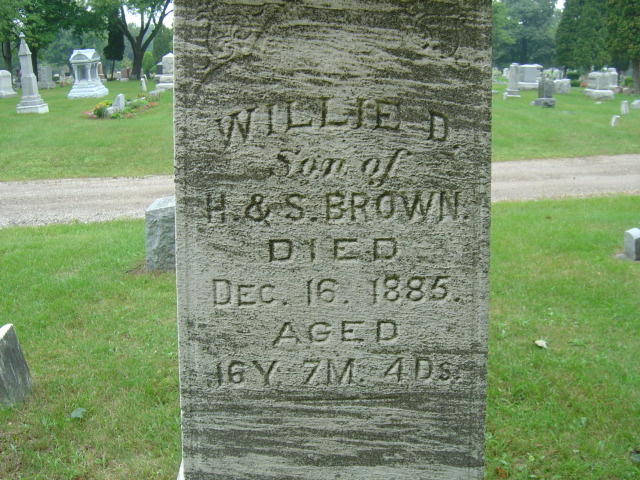 WILLIE D.
Son of
H. & S. BROWN.
DIED
DEC. 16. 1885.
AGED
16Y. 7M. 4Ds.